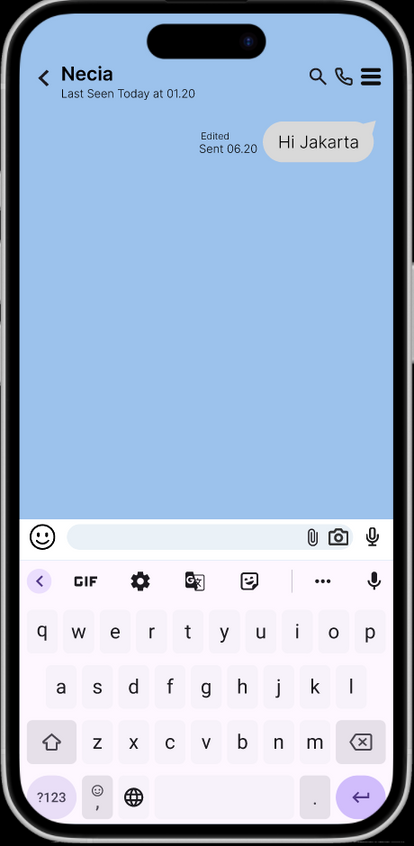 Necia
Last Seen Today at 01.20
Edited
Sent 06.20
Hi Jakarta
GIF
G
q w e r t y u i o p
a s d f g h j k l
z x c v b n m
?123 , .